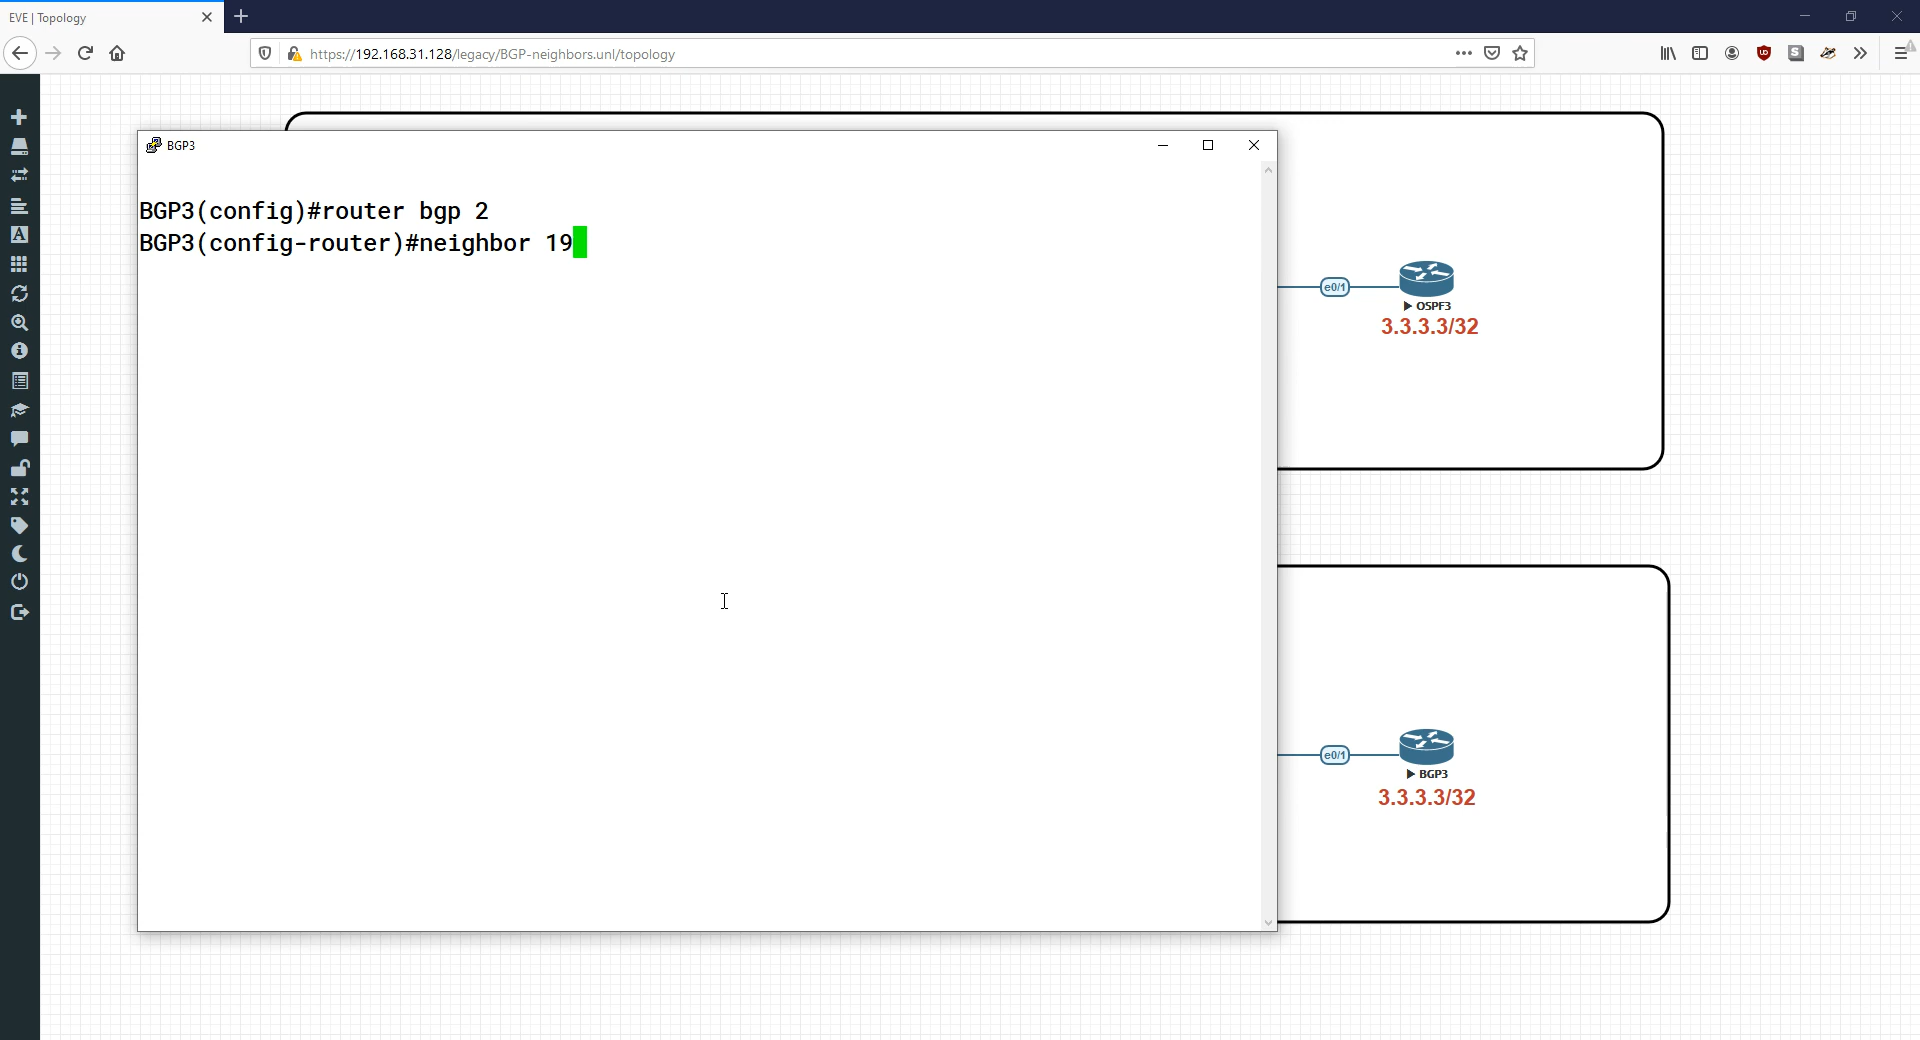 EVE | Topology
https://192.168.31.128/legacy/BGP-neighbors.unl/topology
BGP3
BGP3(config)#router bgp 2
BGP3(config-router)#neighbor 19
e0/1
OSPF3
3.3.3.3/32
e0/1
BGP3
3.3.3.3/32